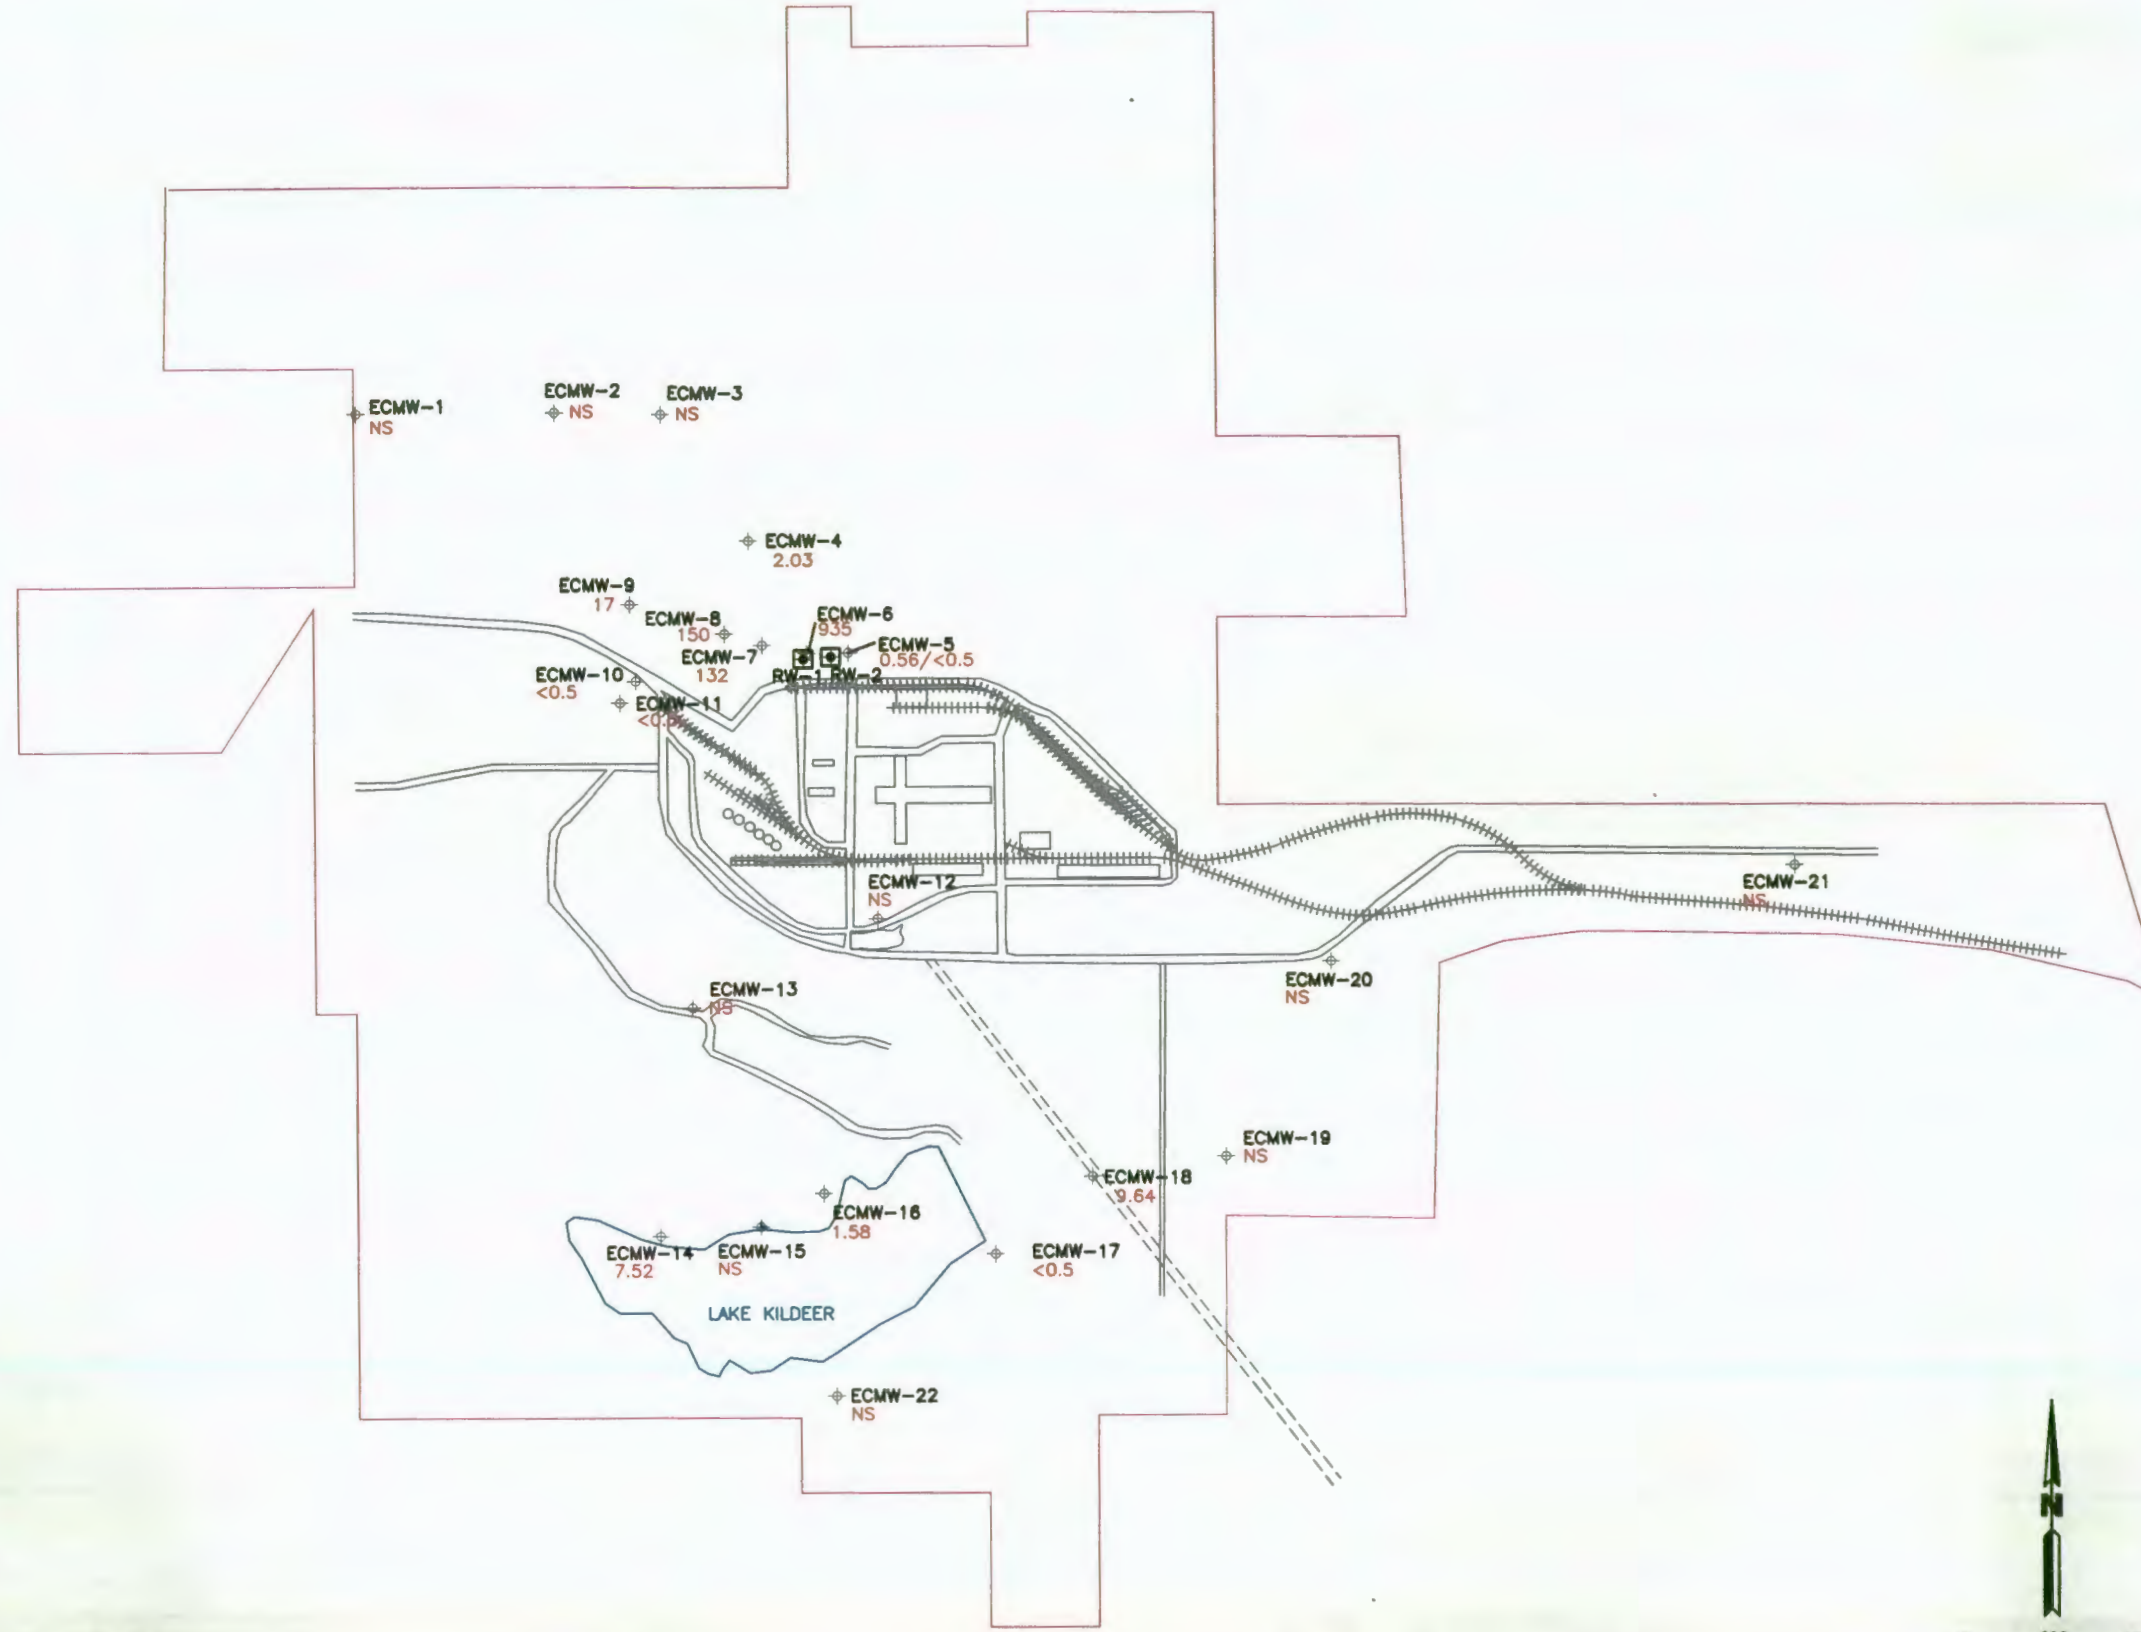 ECMW-1
NS
ECMW-2
NS
ECMW-3
NS
ECMW-4
2.03
ECMW-9
17
ECMW-8
150
ECMW-6
935
ECMW-7
132
ECMW-5
0.56/<0.5
RW-1
RW-2
ECMW-10
<0.5
ECMW-11
ECMW-12
NS
ECMW-21
NS
ECMW-13
NS
ECMW-20
NS
ECMW-19
NS
ECMW-18
9.64
ECMW-16
1.58
ECMW-14
7.52
ECMW-15
NS
ECMW-17
<0.5
LAKE KILDEER
ECMW-22
NS
N